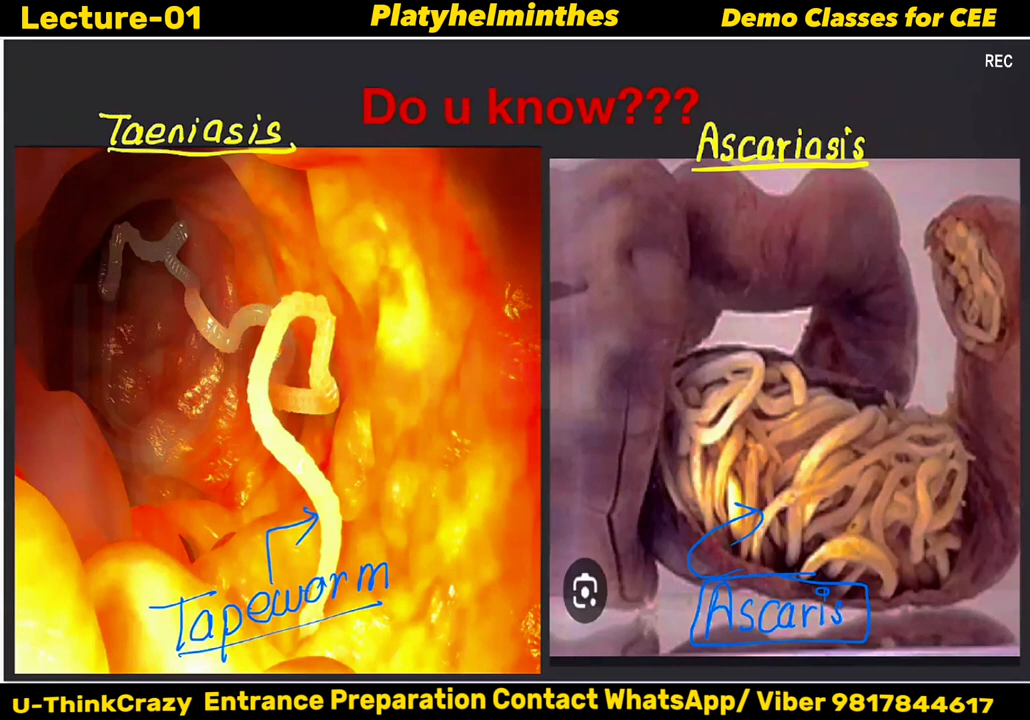 Lecture-01 Platyhelminthes Demo Classes for CEE
REC
Do u know???
Taeniasis
Ascariasis
Tapeworm
Ascaris
U-ThinkCrazy Entrance Preparation Contact WhatsApp/ Viber 9817844617